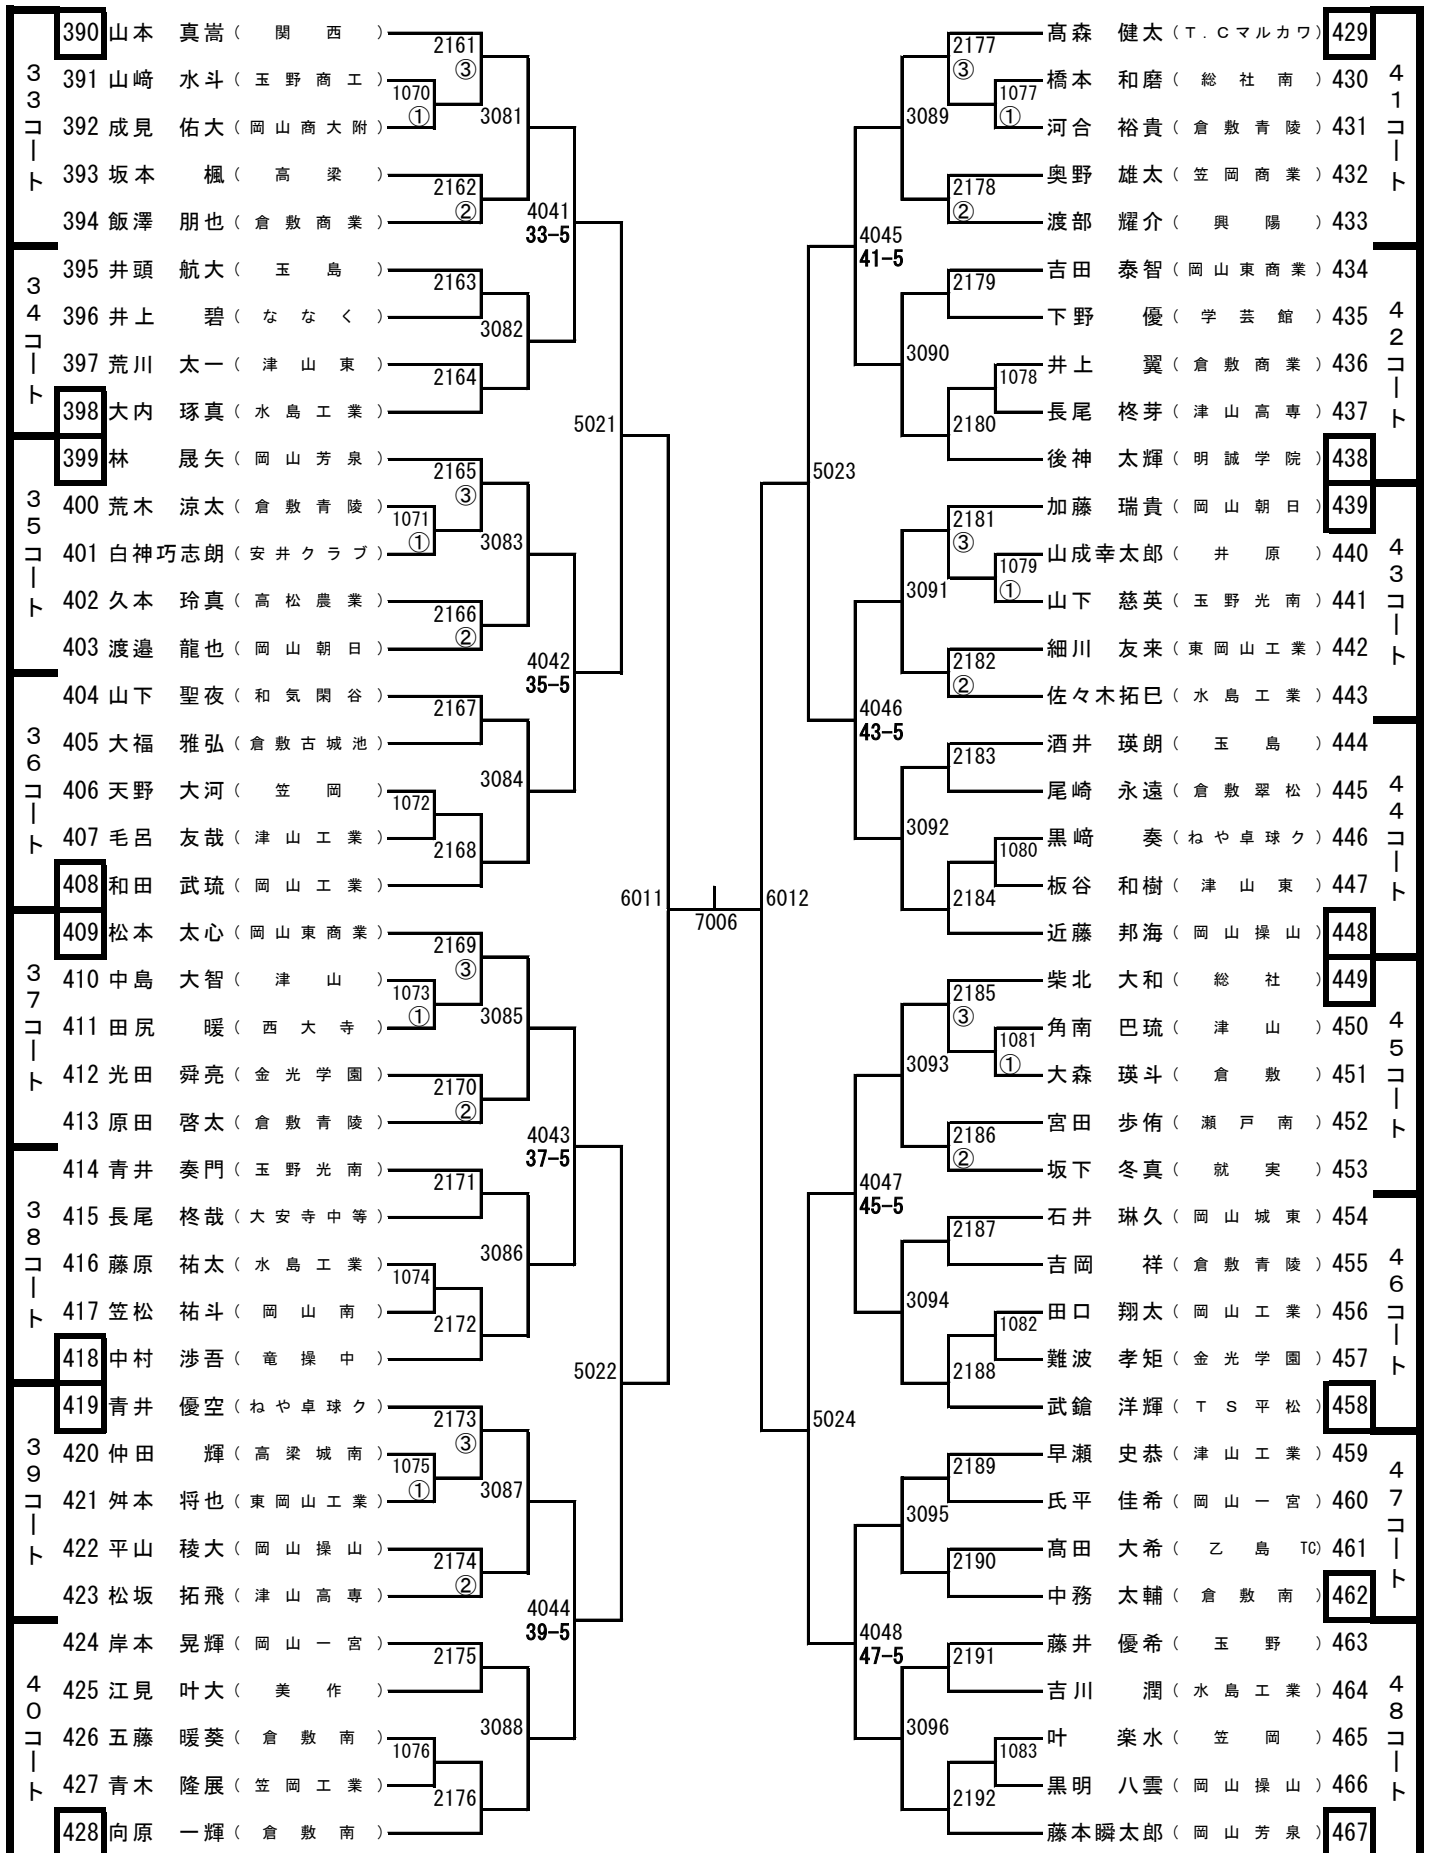 33コート
390 山本 真嵩 (関西)
391 山﨑 水斗 (玉野商工)
392 成見 佑大 (岡山商大附)
393 坂本 楓 (高梁)
394 飯澤 朋也 (倉敷商業)
34コート
395 井頭 航大 (玉島)
396 井上 碧 (ななく)
397 荒川 太一 (津山東)
398 大内 琢真 (水島工業)
35コート
399 林 晟矢 (岡山芳泉)
400 荒木 涼太 (倉敷青陵)
401 白神巧志朗 (安井クラブ)
402 久本 玲真 (高松農業)
403 渡邉 龍也 (岡山朝日)
36コート
404 山下 聖夜 (和気閑谷)
405 大福 雅弘 (倉敷古城池)
406 天野 大河 (笠岡)
407 毛呂 友哉 (津山工業)
408 和田 武琉 (岡山工業)
37コート
409 松本 太心 (岡山東商業)
410 中島 大智 (津山)
411 田尻 暖 (西大寺)
412 光田 舜亮 (金光学園)
413 原田 啓太 (倉敷青陵)
38コート
414 青井 奏門 (玉野光南)
415 長尾 柊哉 (大安寺中等)
416 藤原 祐太 (水島工業)
417 笠松 祐斗 (岡山南)
418 中村 渉吾 (竜操中)
39コート
419 青井 優空 (ねや卓球ク)
420 仲田 輝 (高梁城南)
421 舛本 将也 (東岡山工業)
422 平山 稜大 (岡山操山)
423 松坂 拓飛 (津山高専)
40コート
424 岸本 晃輝 (岡山一宮)
425 江見 叶大 (美作)
426 五藤 暖葵 (倉敷南)
427 青木 隆展 (笠岡工業)
428 向原 一輝 (倉敷南)
1070 ①
1071 ①
1072
1073 ①
1074
1075 ①
1076
2161 ③
2162 ②
2163
2164
2165 ③
2166 ②
2167
2168
2169 ③
2170 ②
2171
2172
2173 ③
2174 ②
2175
2176
3081
3082
3083
3084
3085
3086
3087
3088
4041
33-5
4042
35-5
4043
37-5
4044
39-5
5021
5022
6011
7006
6012
5023
5024
4045
41-5
4046
43-5
4047
45-5
4048
47-5
3089
3090
3091
3092
3093
3094
3095
3096
2177 ③
2178 ②
2179
2180
2181 ③
2182 ②
2183
2184
2185 ③
2186 ②
2187
2188
2189
2190
2191
2192
1077 ①
1078
1079 ①
1080
1081 ①
1082
1083
41コート
髙森 健太 (T.Cマルカワ) 429
橋本 和磨 (総社南) 430
河合 裕貴 (倉敷青陵) 431
奥野 雄太 (笠岡商業) 432
渡部 耀介 (興陽) 433
42コート
吉田 泰智 (岡山東商業) 434
下野 優 (学芸館) 435
井上 翼 (倉敷商業) 436
長尾 柊芽 (津山高専) 437
後神 太輝 (明誠学院) 438
43コート
加藤 瑞貴 (岡山朝日) 439
山成幸太郎 (井原) 440
山下 慈英 (玉野光南) 441
細川 友来 (東岡山工業) 442
佐々木拓巳 (水島工業) 443
44コート
酒井 瑛朗 (玉島) 444
尾崎 永遠 (倉敷翠松) 445
黒﨑 奏 (ねや卓球ク) 446
板谷 和樹 (津山東) 447
近藤 邦海 (岡山操山) 448
45コート
柴北 大和 (総社) 449
角南 巴琉 (津山) 450
大森 瑛斗 (倉敷) 451
宮田 歩侑 (瀬戸南) 452
坂下 冬真 (就実) 453
46コート
石井 琳久 (岡山城東) 454
吉岡 祥 (倉敷青陵) 455
田口 翔太 (岡山工業) 456
難波 孝矩 (金光学園) 457
武鎗 洋輝 (TS平松) 458
47コート
早瀬 史恭 (津山工業) 459
氏平 佳希 (岡山一宮) 460
髙田 大希 (乙島TC) 461
中務 太輔 (倉敷南) 462
48コート
藤井 優希 (玉野) 463
吉川 潤 (水島工業) 464
叶 楽水 (笠岡) 465
黒明 八雲 (岡山操山) 466
藤本瞬太郎 (岡山芳泉) 467